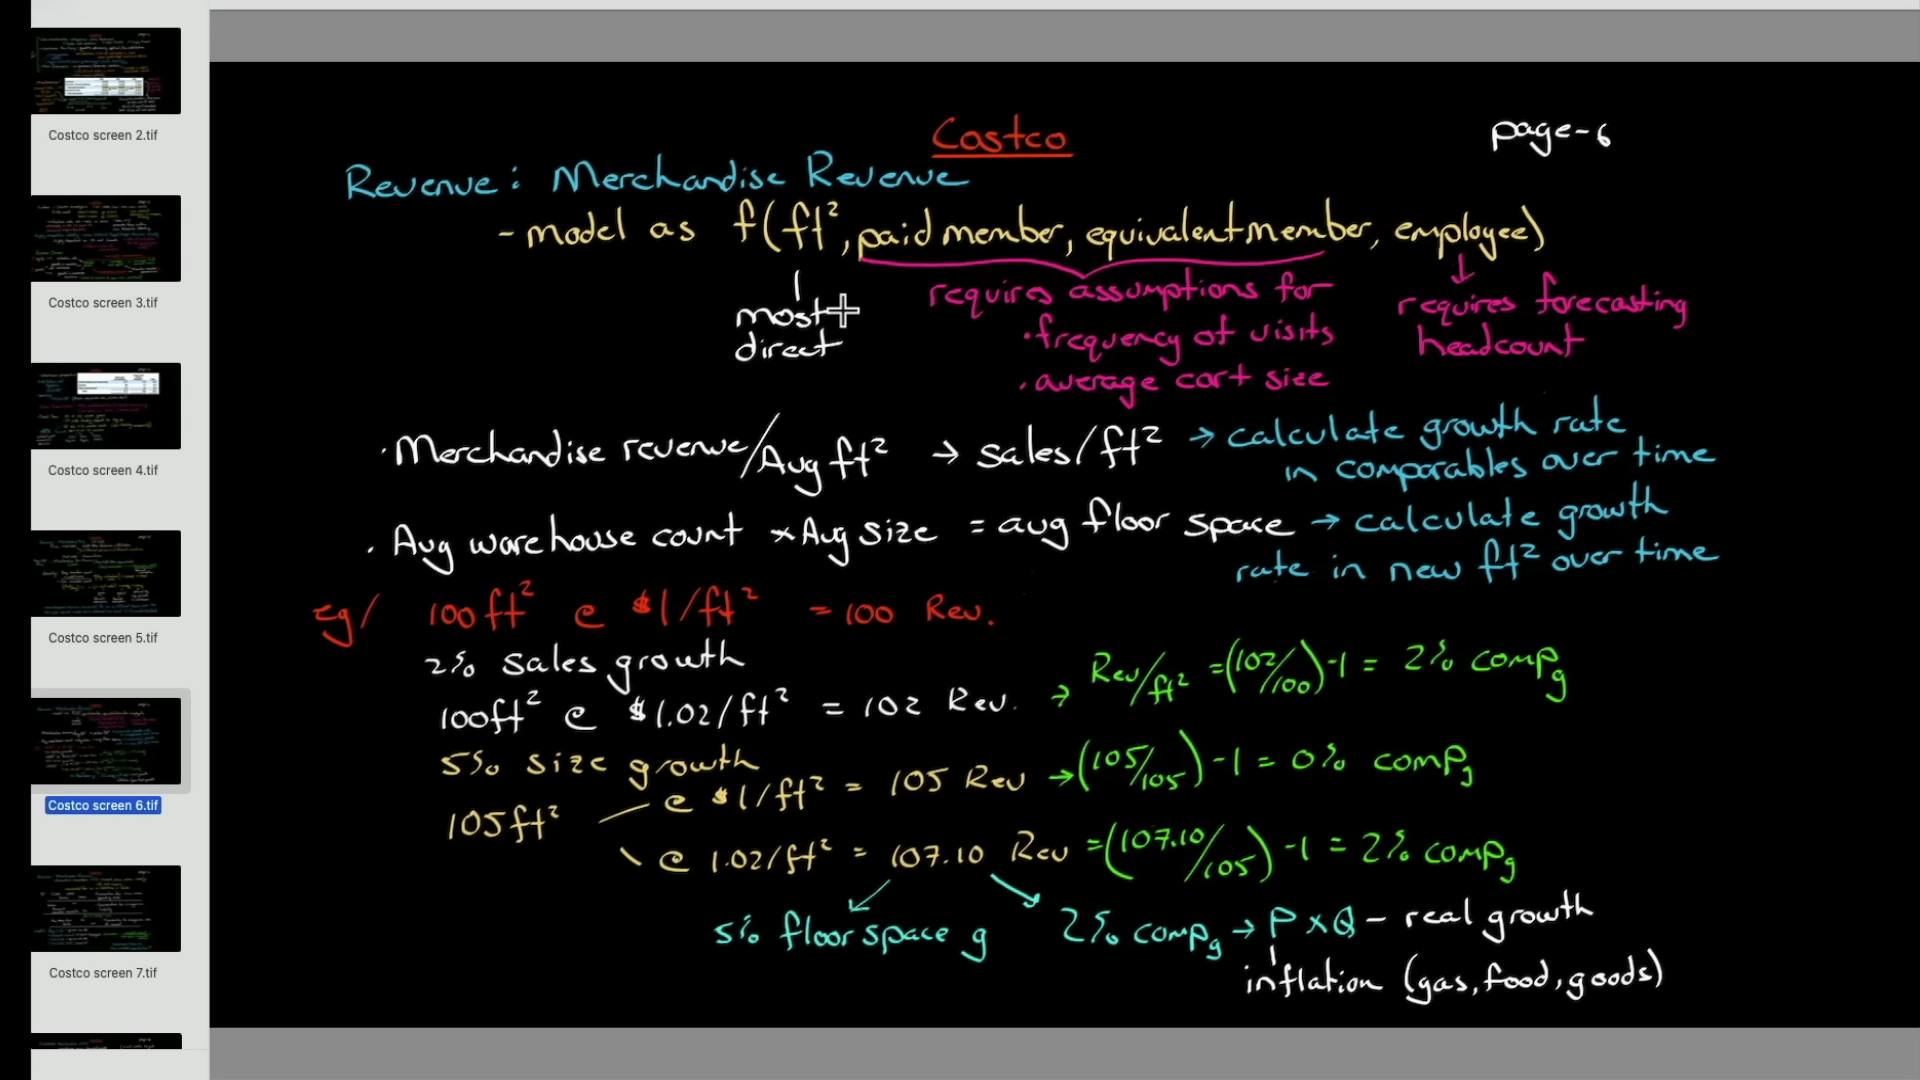 Costco
page-6
Revenue: Merchandise Revenue
- model as f(ft², paid member, equivalent member, employee)
most direct
requires assumptions for
· frequency of visits
· average cart size
requires forecasting
headcount
· Merchandise revenue/Avg ft² → sales/ft² → calculate growth rate
in comparables over time
· Avg warehouse count x Avg size = avg floor space → calculate growth
rate in new ft² over time
eg/ 100ft² @ $1/ft² = 100 Rev.
2% sales growth
100ft² @ $1.02/ft² = 102 Rev. → Rev/ft² = (102/100)-1 = 2% comp g
5% size growth
105ft² @ $1/ft² = 105 Rev → (105/105)-1 = 0% comp g
@ 1.02/ft² = 107.10 Rev = (107.10/105)-1 = 2% comp g
5% floor space g
2% comp g → P x Q - real growth
inflation (gas, food, goods)
Costco screen 2.tif
Costco screen 3.tif
Costco screen 4.tif
Costco screen 5.tif
Costco screen 6.tif
Costco screen 7.tif